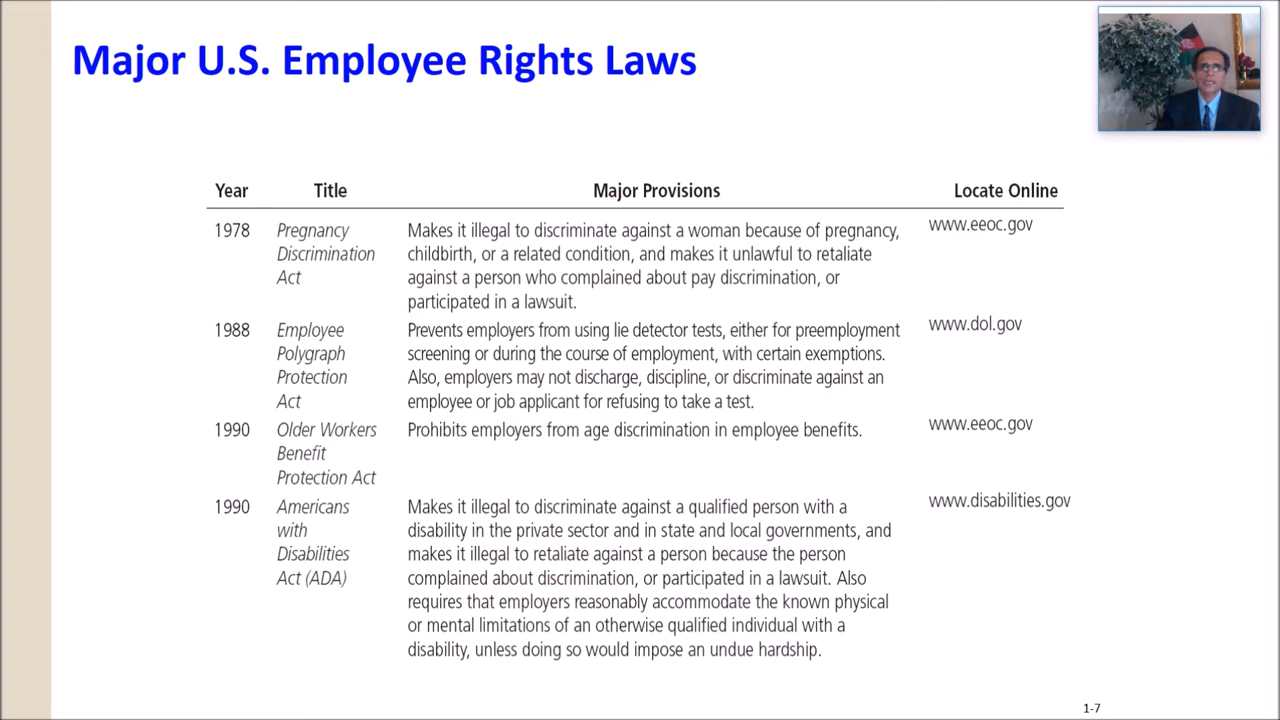 Major U.S. Employee Rights Laws
Year Title Major Provisions Locate Online
1978 Pregnancy Makes it illegal to discriminate against a woman because of pregnancy, www.eeoc.gov
Discrimination childbirth, or a related condition, and makes it unlawful to retaliate
Act against a person who complained about pay discrimination, or
participated in a lawsuit.
1988 Employee Prevents employers from using lie detector tests, either for preemployment www.dol.gov
Polygraph screening or during the course of employment, with certain exemptions.
Protection Also, employers may not discharge, discipline, or discriminate against an
Act employee or job applicant for refusing to take a test.
1990 Older Workers Prohibits employers from age discrimination in employee benefits. www.eeoc.gov
Benefit
Protection Act
1990 Americans Makes it illegal to discriminate against a qualified person with a www.disabilities.gov
with disability in the private sector and in state and local governments, and
Disabilities makes it illegal to retaliate against a person because the person
Act (ADA) complained about discrimination, or participated in a lawsuit. Also
requires that employers reasonably accommodate the known physical
or mental limitations of an otherwise qualified individual with a
disability, unless doing so would impose an undue hardship.
1-7